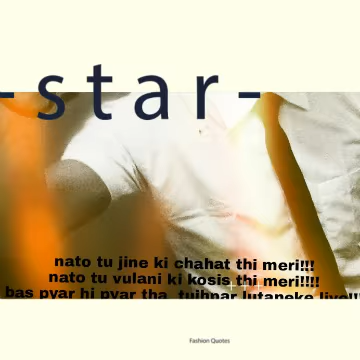 -star-
nato tu jine ki chahat thi meri!!!
nato tu vulani ki kosis thi meri!!!!
bas pyar hi pyar tha tujhpar lutaneke liye!!!
Fashion Quotes